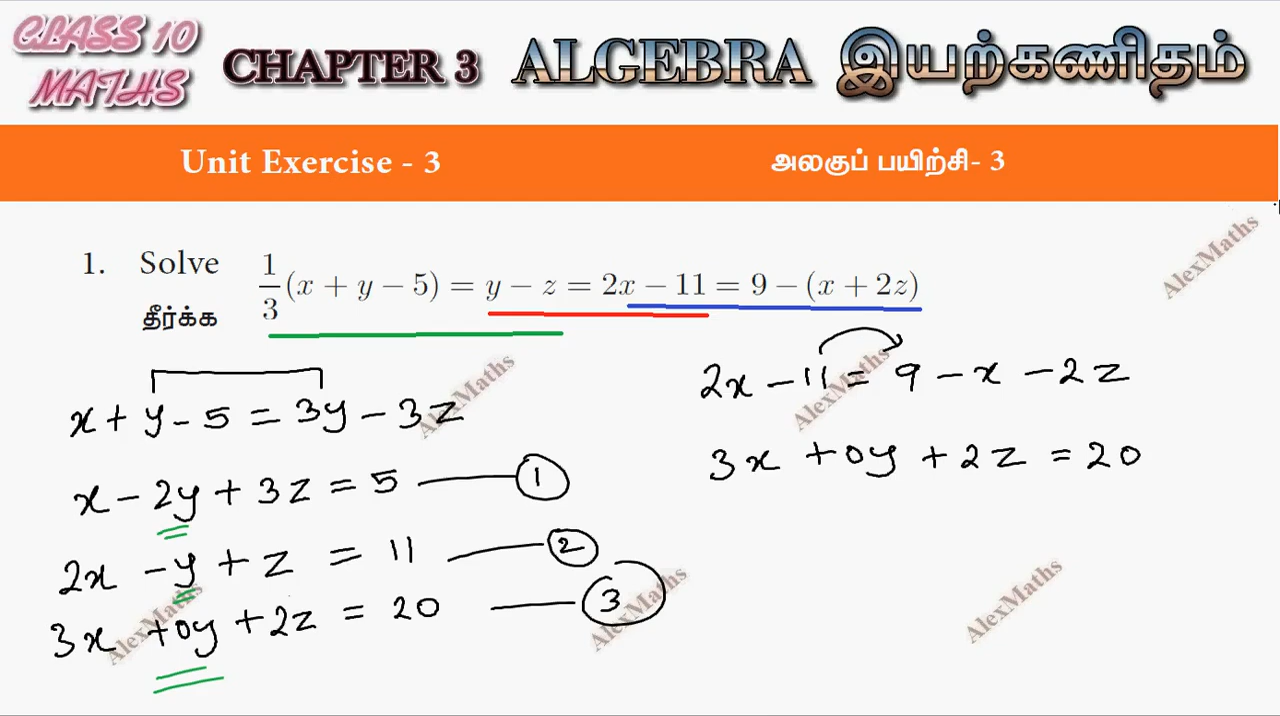 CLASS 10
MATHS
CHAPTER 3 ALGEBRA இயற்கணிதம்
Unit Exercise - 3
அலகுப் பயிற்சி- 3
1. Solve 1/3(x + y − 5) = y − z = 2x − 11 = 9 − (x + 2z)
தீர்க்க
x + y - 5 = 3y - 3z
x - 2y + 3z = 5 — 1
2x - y + z = 11 — 2
3x + 0y + 2z = 20 — 3
2x - 11 = 9 - x - 2z
3x + 0y + 2z = 20
AlexMaths
AlexMaths
AlexMaths
AlexMaths
AlexMaths
AlexMaths